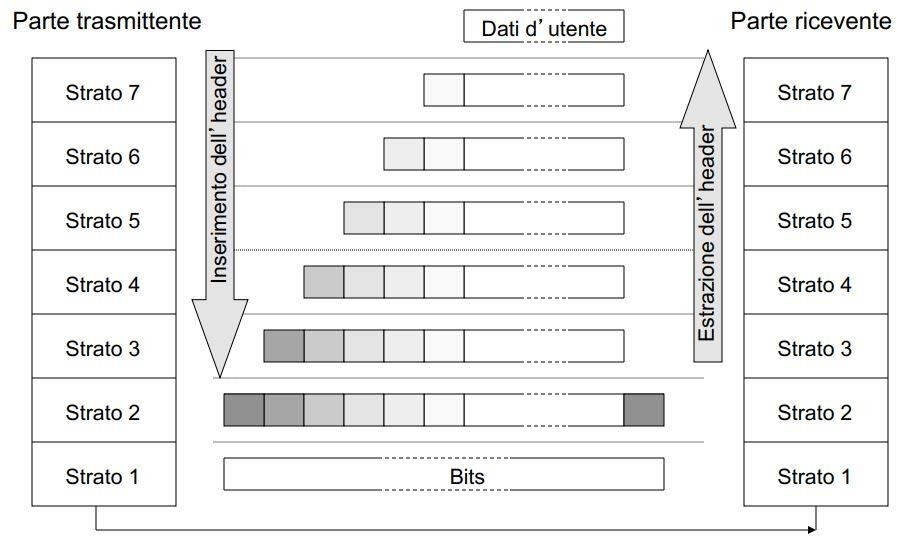 Parte trasmittente
Dati d’ utente
Parte ricevente
Strato 7
Strato 6
Strato 5
Strato 4
Strato 3
Strato 2
Strato 1
Inserimento dell’ header
Bits
Estrazione dell’ header
Strato 7
Strato 6
Strato 5
Strato 4
Strato 3
Strato 2
Strato 1